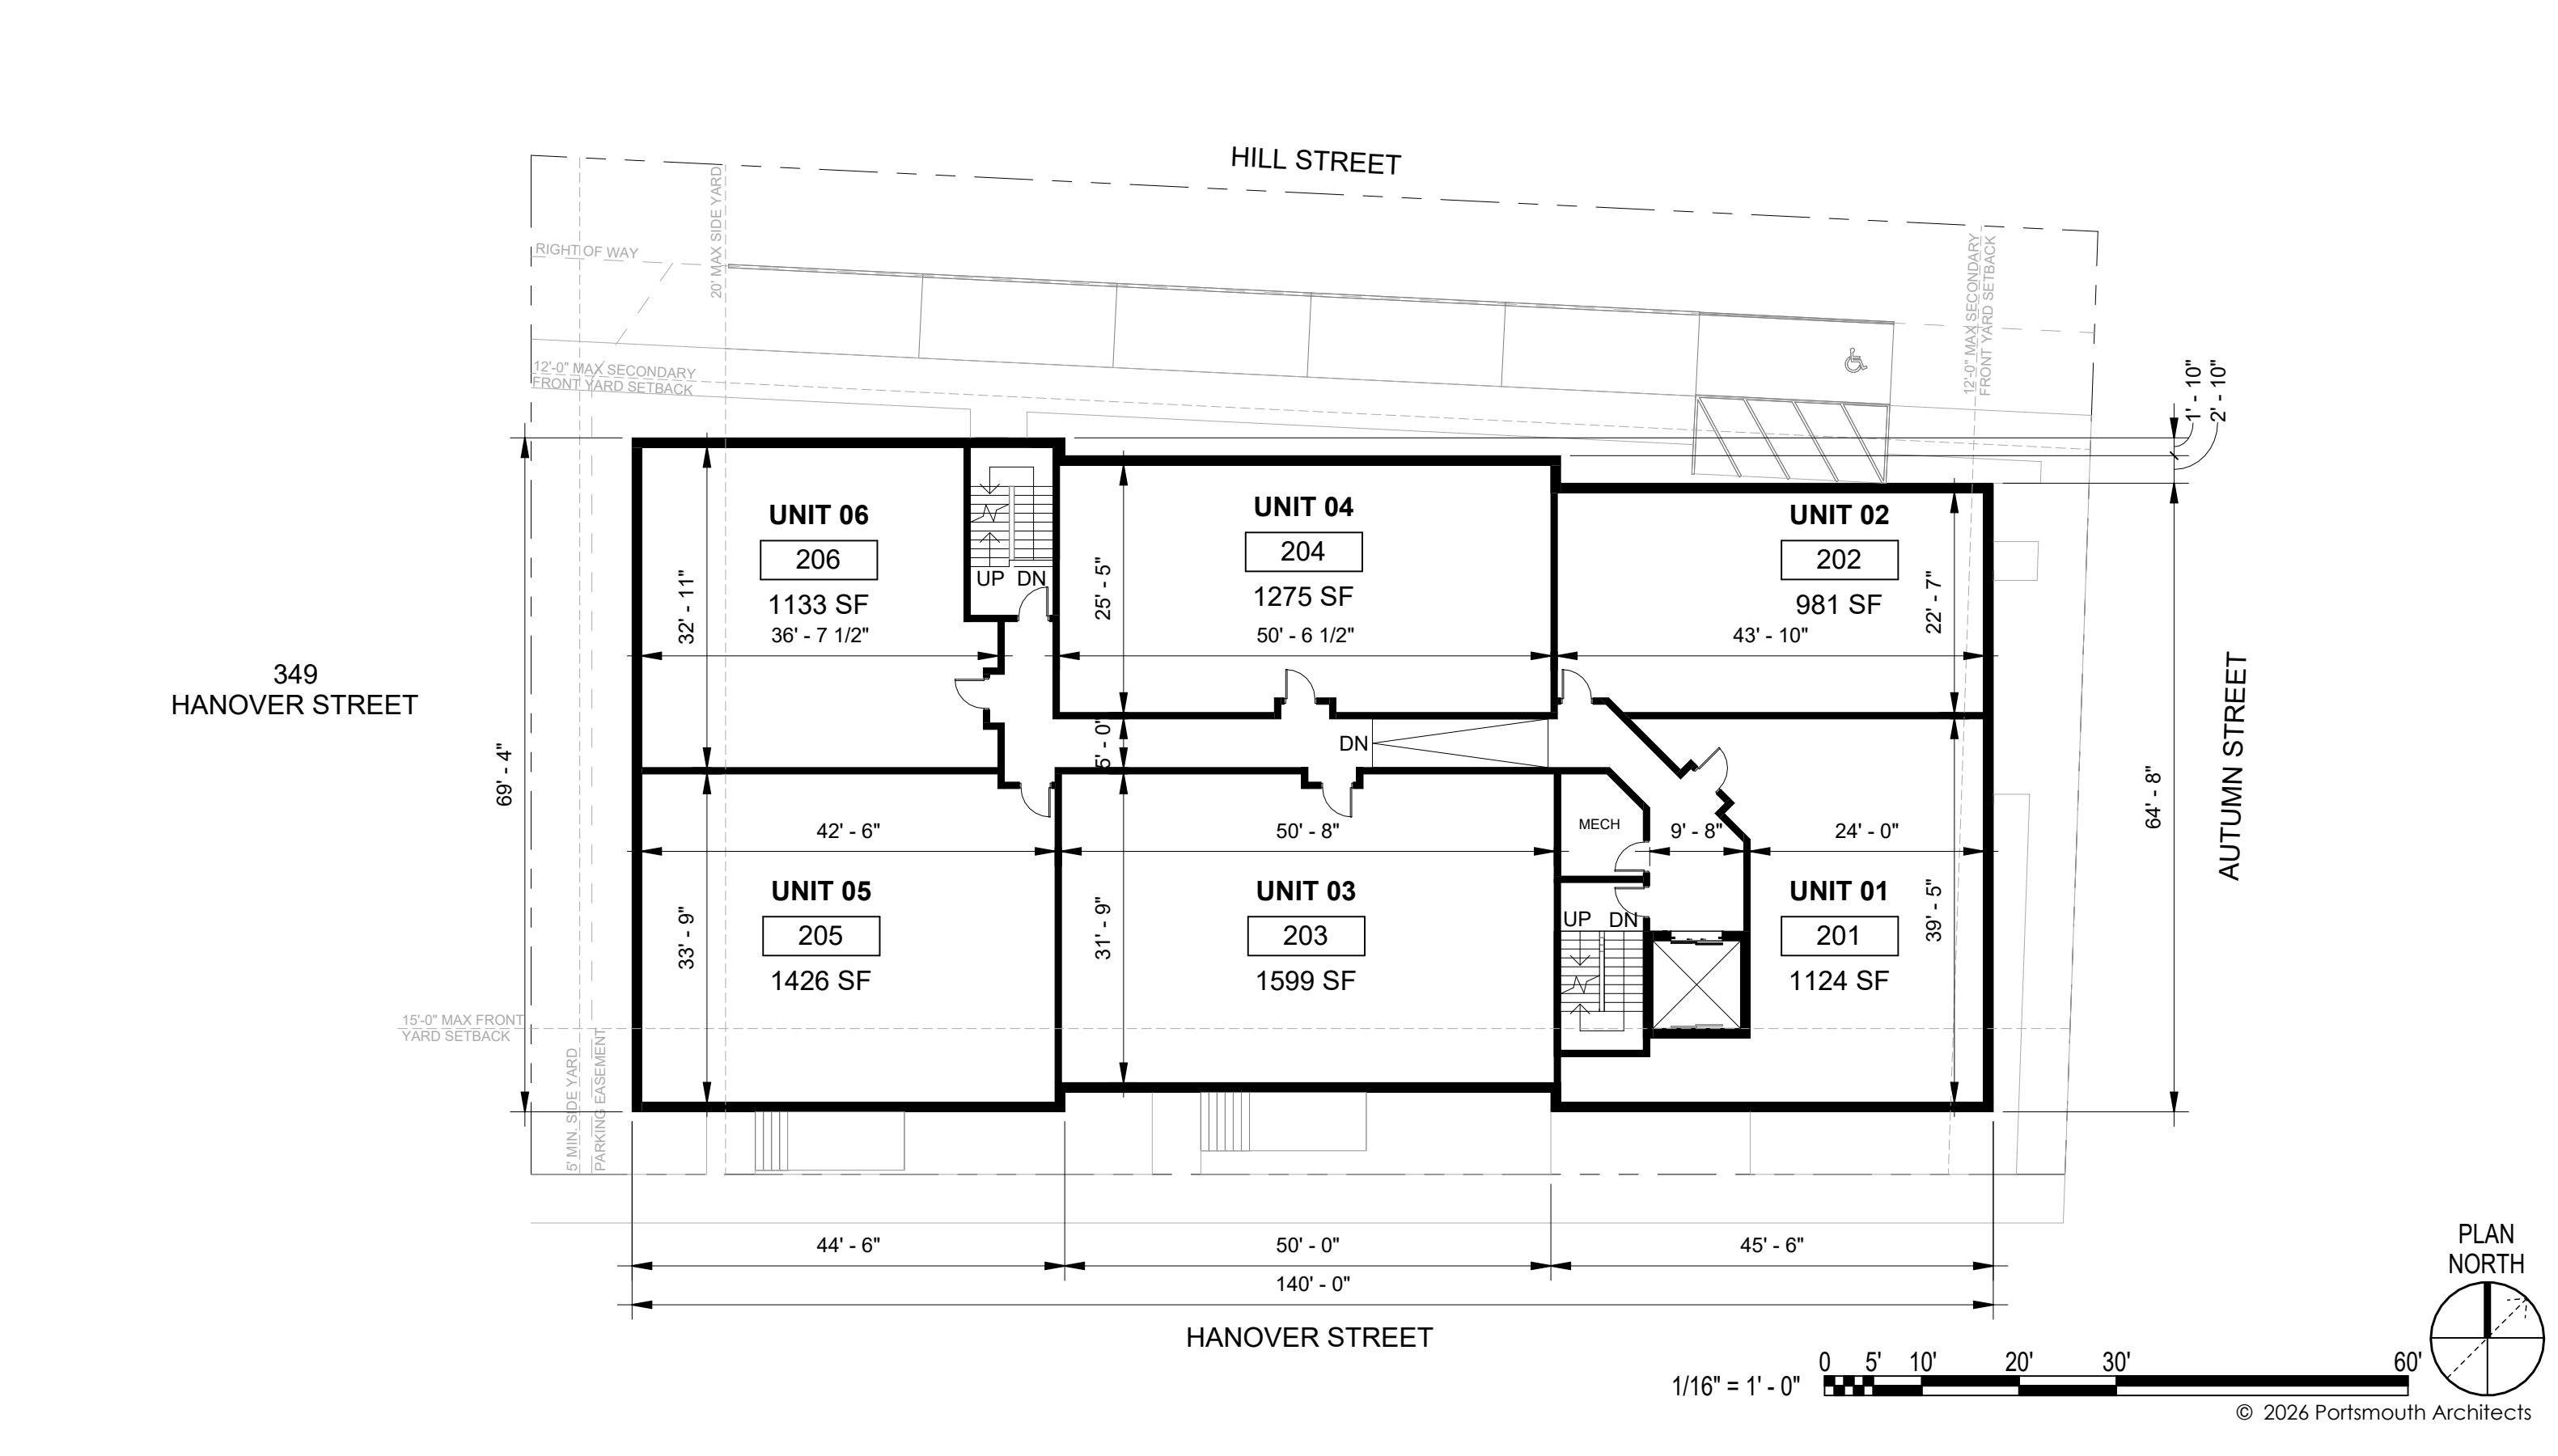 HILL STREET
20' MAX SIDE YARD
RIGHT OF WAY
12'-0" MAX SECONDARY
FRONT YARD SETBACK
12'-0" MAX SECONDARY
FRONT YARD SETBACK
1' - 10"
2' - 10"
UNIT 06
206
1133 SF
36' - 7 1/2"
32' - 11"
UP DN
UNIT 04
204
1275 SF
50' - 6 1/2"
25' - 5"
UNIT 02
202
981 SF
43' - 10"
22' - 7"
349
HANOVER STREET
69' - 4"
5' - 0"
DN
AUTUMN STREET
64' - 8"
42' - 6"
UNIT 05
205
1426 SF
33' - 9"
50' - 8"
UNIT 03
203
1599 SF
31' - 9"
MECH
9' - 8"
UP DN
24' - 0"
UNIT 01
201
1124 SF
39' - 5"
15'-0" MAX FRONT
YARD SETBACK
5' MIN. SIDE YARD
PARKING EASEMENT
44' - 6"
50' - 0"
45' - 6"
140' - 0"
HANOVER STREET
PLAN
NORTH
0 5' 10' 20' 30' 60'
1/16" = 1' - 0"
© 2026 Portsmouth Architects